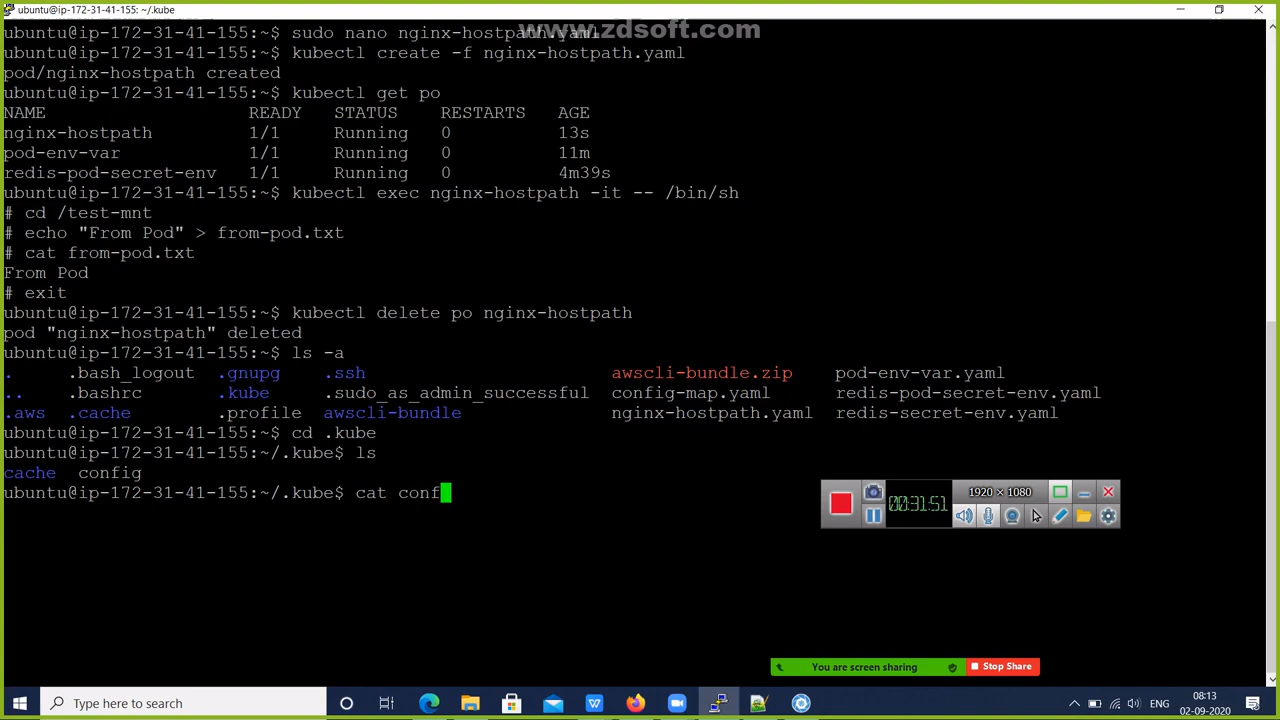 ubuntu@ip-172-31-41-155: ~/.kube
www.zdsoft.com
ubuntu@ip-172-31-41-155:~$ sudo nano nginx-hostpath.yaml
ubuntu@ip-172-31-41-155:~$ kubectl create -f nginx-hostpath.yaml
pod/nginx-hostpath created
ubuntu@ip-172-31-41-155:~$ kubectl get po
NAME READY STATUS RESTARTS AGE
nginx-hostpath 1/1 Running 0 13s
pod-env-var 1/1 Running 0 11m
redis-pod-secret-env 1/1 Running 0 4m39s
ubuntu@ip-172-31-41-155:~$ kubectl exec nginx-hostpath -it -- /bin/sh
# cd /test-mnt
# echo "From Pod" > from-pod.txt
# cat from-pod.txt
From Pod
# exit
ubuntu@ip-172-31-41-155:~$ kubectl delete po nginx-hostpath
pod "nginx-hostpath" deleted
ubuntu@ip-172-31-41-155:~$ ls -a
. .bash_logout .gnupg .ssh awscli-bundle.zip pod-env-var.yaml
.. .bashrc .kube .sudo_as_admin_successful config-map.yaml redis-pod-secret-env.yaml
.aws .cache .profile awscli-bundle nginx-hostpath.yaml redis-secret-env.yaml
ubuntu@ip-172-31-41-155:~$ cd .kube
ubuntu@ip-172-31-41-155:~/.kube$ ls
cache config
ubuntu@ip-172-31-41-155:~/.kube$ cat conf
00:31:51
1920 × 1080
You are screen sharing
Stop Share
Type here to search
ENG
08:13
02-09-2020